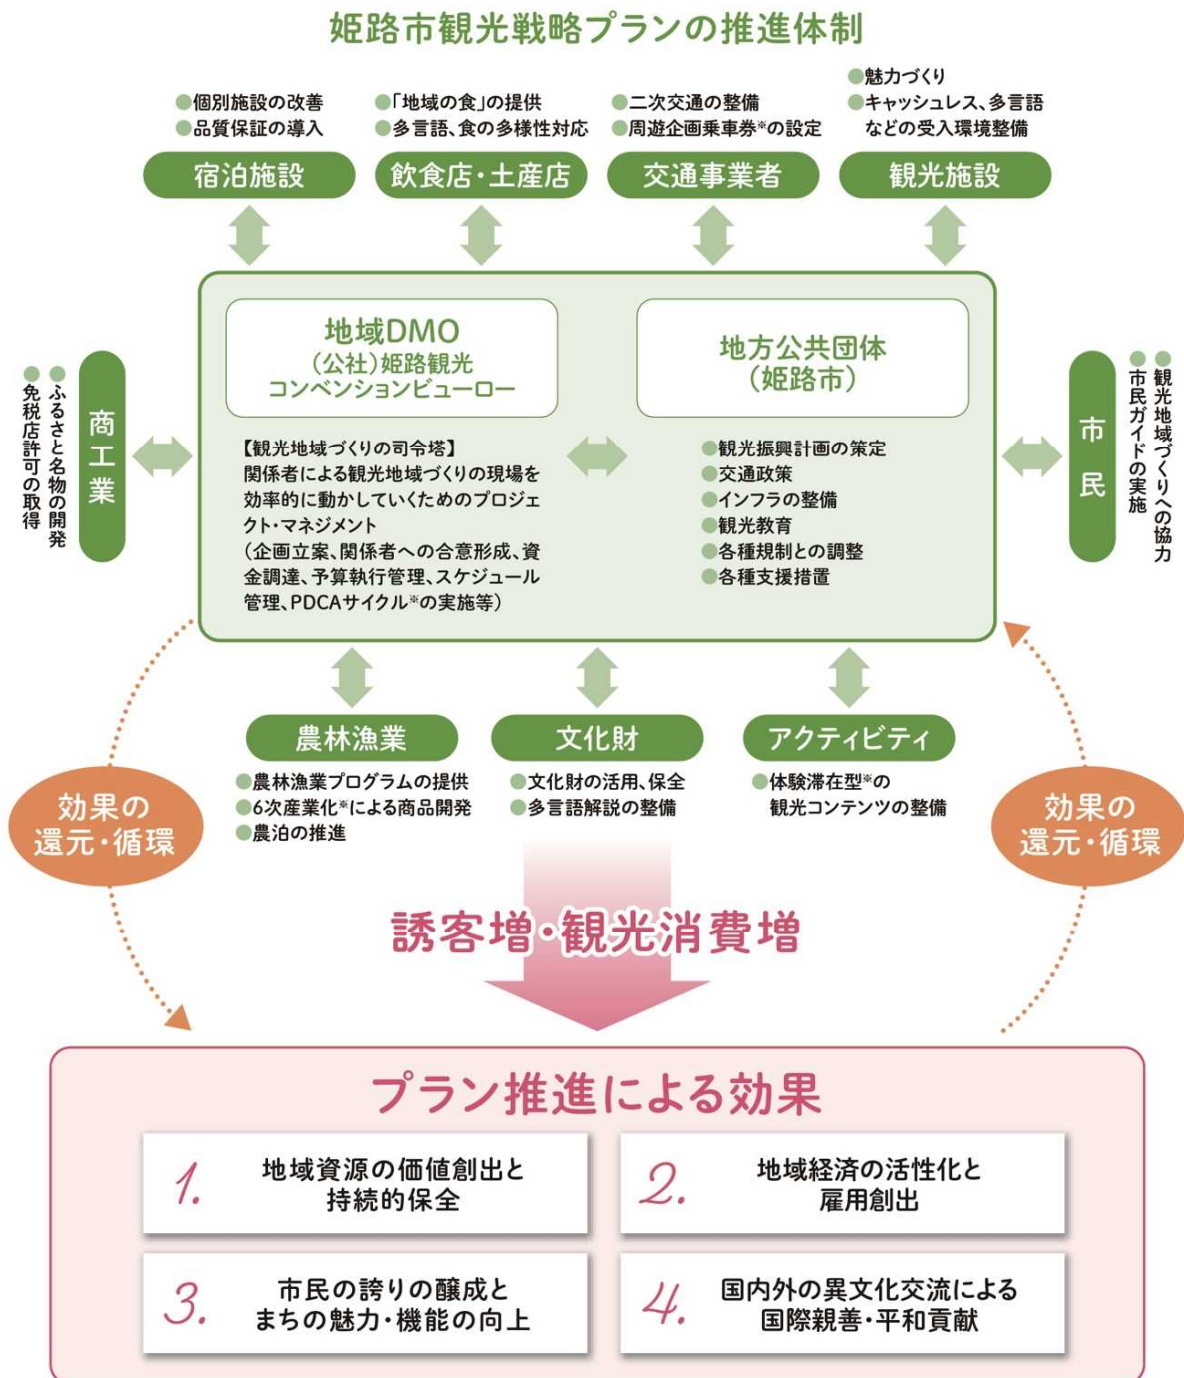 姫路市観光戦略プランの推進体制
●個別施設の改善
●品質保証の導入
宿泊施設
●「地域の食」の提供
●多言語、食の多様性対応
飲食店・土産店
●二次交通の整備
●周遊企画乗車券※の設定
交通事業者
●魅力づくり
●キャッシュレス、多言語
などの受入環境整備
観光施設
商工業
●ふるさと名物の開発
●免税店許可の取得
地域DMO
(公社)姫路観光
コンベンションビューロー
【観光地域づくりの司令塔】
関係者による観光地域づくりの現場を
効率的に動かしていくためのプロジェ
クト・マネジメント
(企画立案、関係者への合意形成、資
金調達、予算執行管理、スケジュール
管理、PDCAサイクル※の実施等)
地方公共団体
(姫路市)
●観光振興計画の策定
●交通政策
●インフラの整備
●観光教育
●各種規制との調整
●各種支援措置
市民
●観光地域づくりへの協力
●市民ガイドの実施
農林漁業
●農林漁業プログラムの提供
●6次産業化※による商品開発
●農泊の推進
文化財
●文化財の活用、保全
●多言語解説の整備
アクティビティ
●体験滞在型※の
観光コンテンツの整備
効果の
還元・循環
効果の
還元・循環
誘客増・観光消費増
プラン推進による効果
1.
地域資源の価値創出と
持続的保全
2.
地域経済の活性化と
雇用創出
3.
市民の誇りの醸成と
まちの魅力・機能の向上
4.
国内外の異文化交流による
国際親善・平和貢献